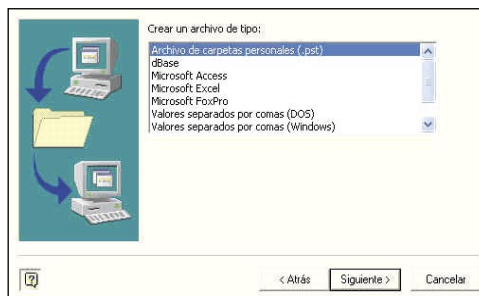 Crear un archivo de tipo:
Archivo de carpetas personales (.pst)
dBase
Microsoft Access
Microsoft Excel
Microsoft FoxPro
Valores separados por comas (DOS)
Valores separados por comas (Windows)
< Atrás Siguiente > Cancelar